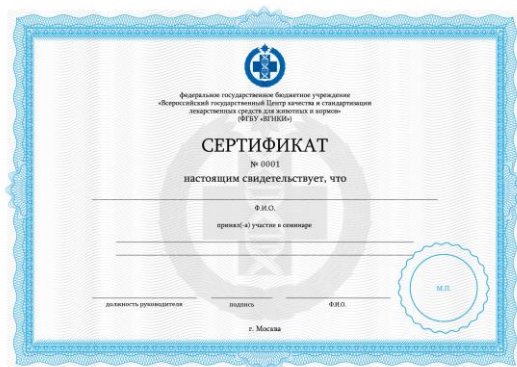 федеральное государственное бюджетное учреждение
«Всероссийский государственный Центр качества и стандартизации
лекарственных средств для животных и кормов»
(ФГБУ «ВГНКИ»)
СЕРТИФИКАТ
№ 0001
настоящим свидетельствует, что
Ф.И.О.
принял(-а) участие в семинаре
должность руководителя подпись Ф.И.О.
М.П.
г. Москва